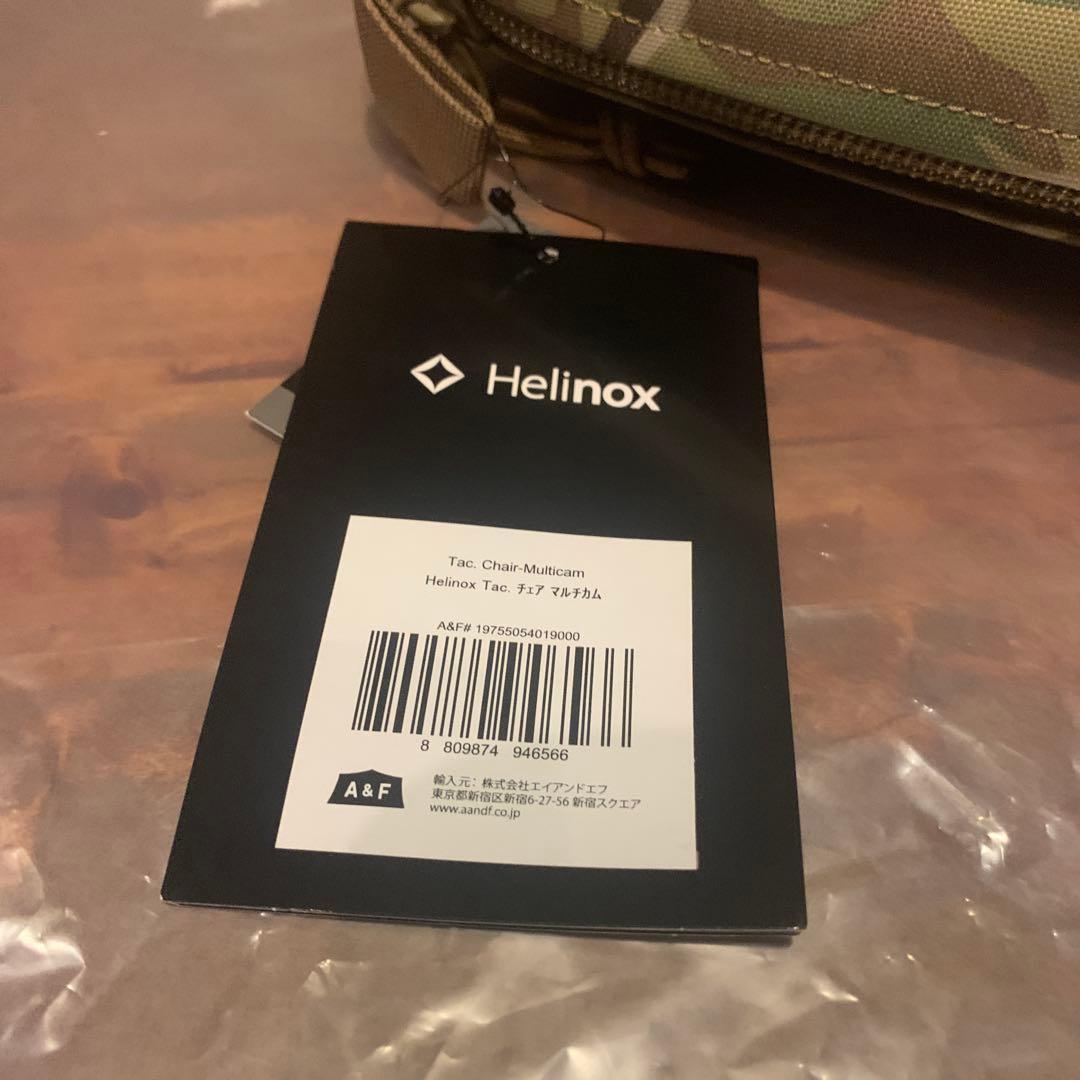 Helinox
Tac. Chair-Multicam
Helinox Tac. チェア マルチカム
A&F# 19755054019000
8 809874 946566
A&F
輸入元：株式会社エイアンドエフ
東京都新宿区新宿6-27-56 新宿スクエア
www.aandf.co.jp